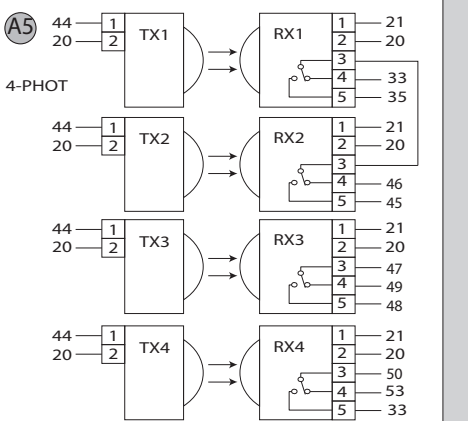 A5 44 1 TX1 RX1 1 21
20 2 2 20
3
4-PHOT 4 33
5 35
44 1 TX2 RX2 1 21
20 2 2 20
3
4 46
5 45
44 1 TX3 RX3 1 21
20 2 2 20
3 47
4 49
5 48
44 1 TX4 RX4 1 21
20 2 2 20
3 50
4 53
5 33